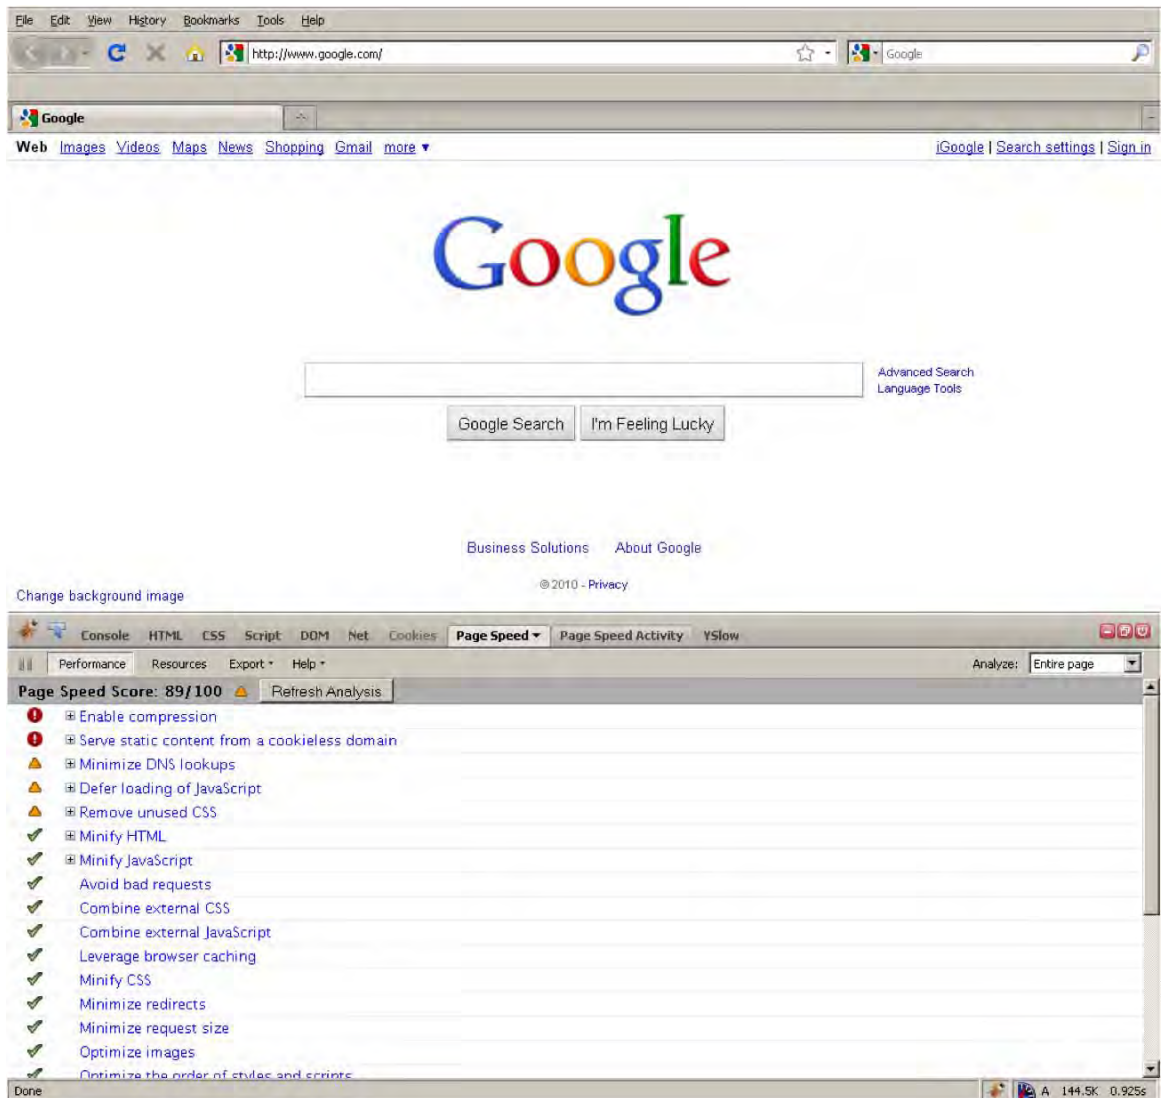 File Edit View History Bookmarks Tools Help
http://www.google.com/ Google
Google
Web Images Videos Maps News Shopping Gmail more ▼ iGoogle | Search settings | Sign in
Google
Advanced Search
Language Tools
Google Search I'm Feeling Lucky
Business Solutions About Google
© 2010 - Privacy
Change background image
Console HTML CSS Script DOM Net Cookies Page Speed ▼ Page Speed Activity YSlow
Performance Resources Export ▼ Help ▼ Analyze: Entire page
Page Speed Score: 89/100 Refresh Analysis
Enable compression
Serve static content from a cookieless domain
Minimize DNS lookups
Defer loading of JavaScript
Remove unused CSS
Minify HTML
Minify JavaScript
Avoid bad requests
Combine external CSS
Combine external JavaScript
Leverage browser caching
Minify CSS
Minimize redirects
Minimize request size
Optimize images
Optimize the order of styles and scripts
Done A 144.5K 0.925s